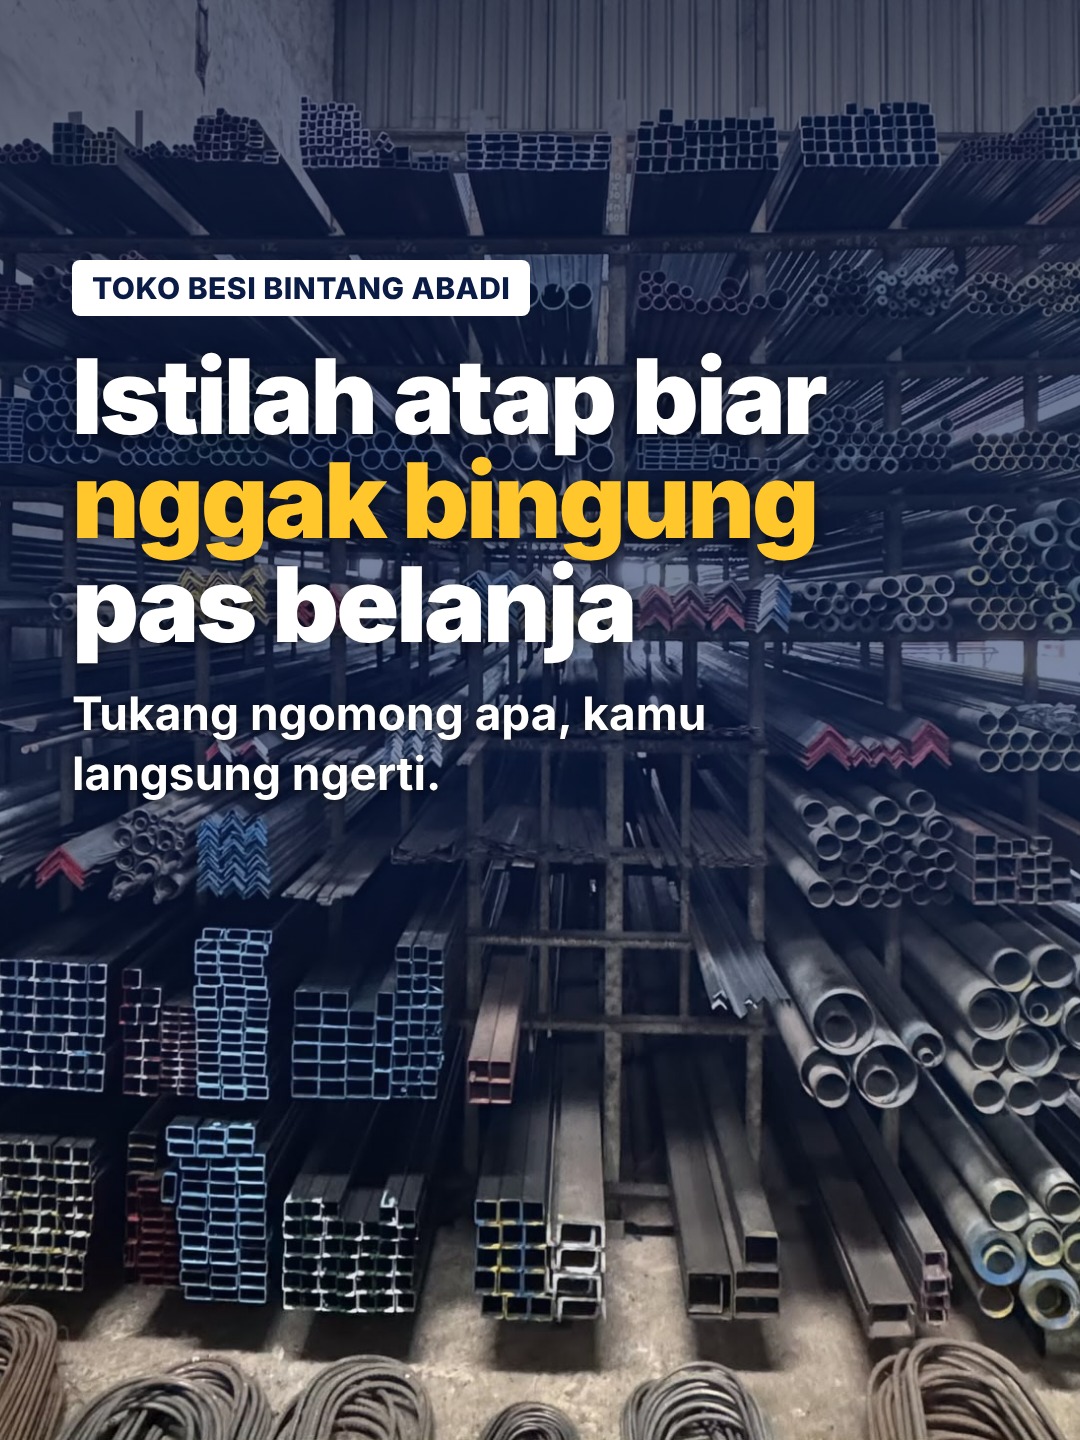 TOKO BESI BINTANG ABADI
Istilah atap biar
nggak bingung
pas belanja
Tukang ngomong apa, kamu
langsung ngerti.